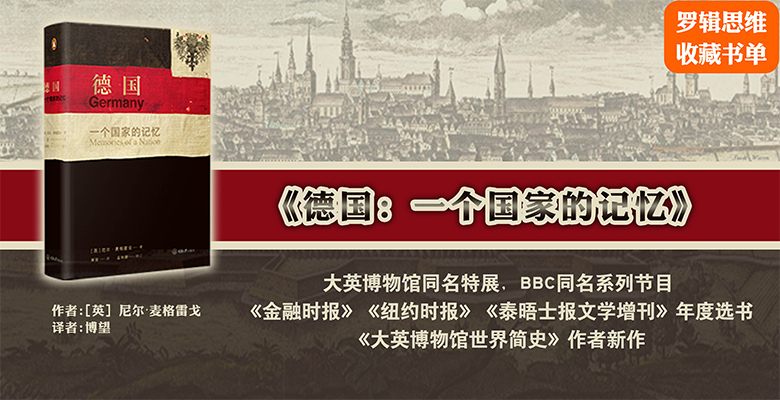 罗辑思维
收藏书单
德国
Germany
一个国家的记忆
Memories of a Nation
《德国：一个国家的记忆》
大英博物馆同名特展，BBC同名系列节目
《金融时报》《纽约时报》《泰晤士报文学增刊》年度选书
《大英博物馆世界简史》作者新作
作者:[英] 尼尔·麦格雷戈
译者:博望